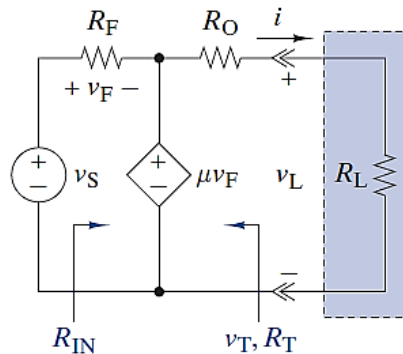 R_F R_O i
+ v_F − +
+ − v_S + − μv_F v_L R_L
−
R_IN v_T, R_T